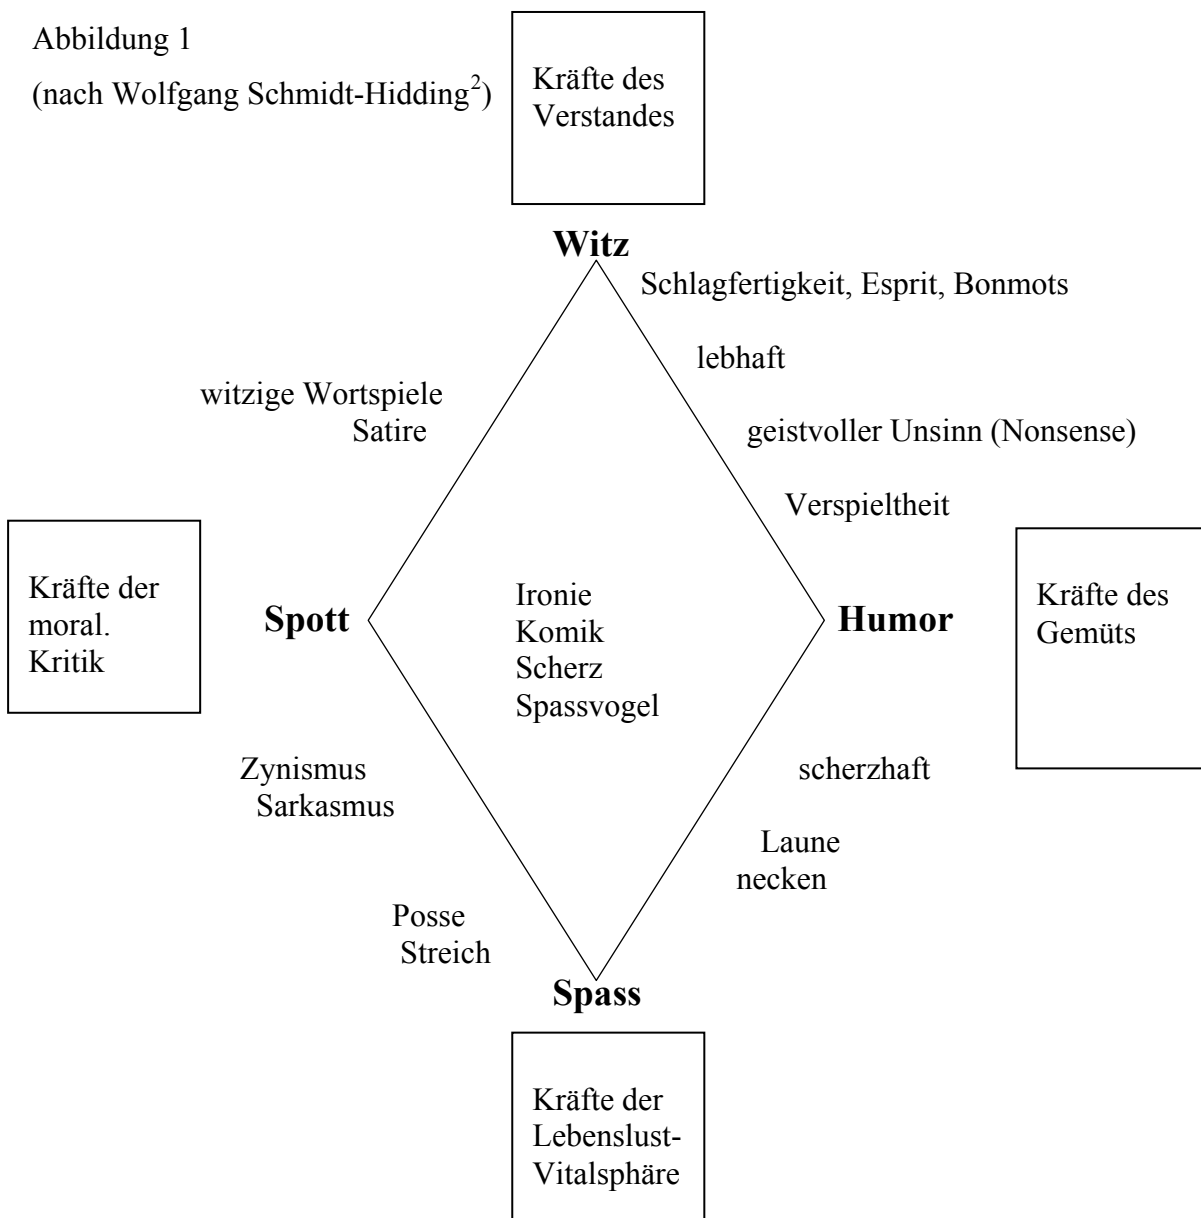 Abbildung 1
(nach Wolfgang Schmidt-Hidding²)
Kräfte des
Verstandes
Witz
Schlagfertigkeit, Esprit, Bonmots
lebhaft
witzige Wortspiele
Satire
geistvoller Unsinn (Nonsense)
Verspieltheit
Kräfte der
moral.
Kritik
Spott
Ironie
Komik
Scherz
Spassvogel
Humor
Kräfte des
Gemüts
Zynismus
Sarkasmus
scherzhaft
Laune
necken
Posse
Streich
Spass
Kräfte der
Lebenslust-
Vitalsphäre